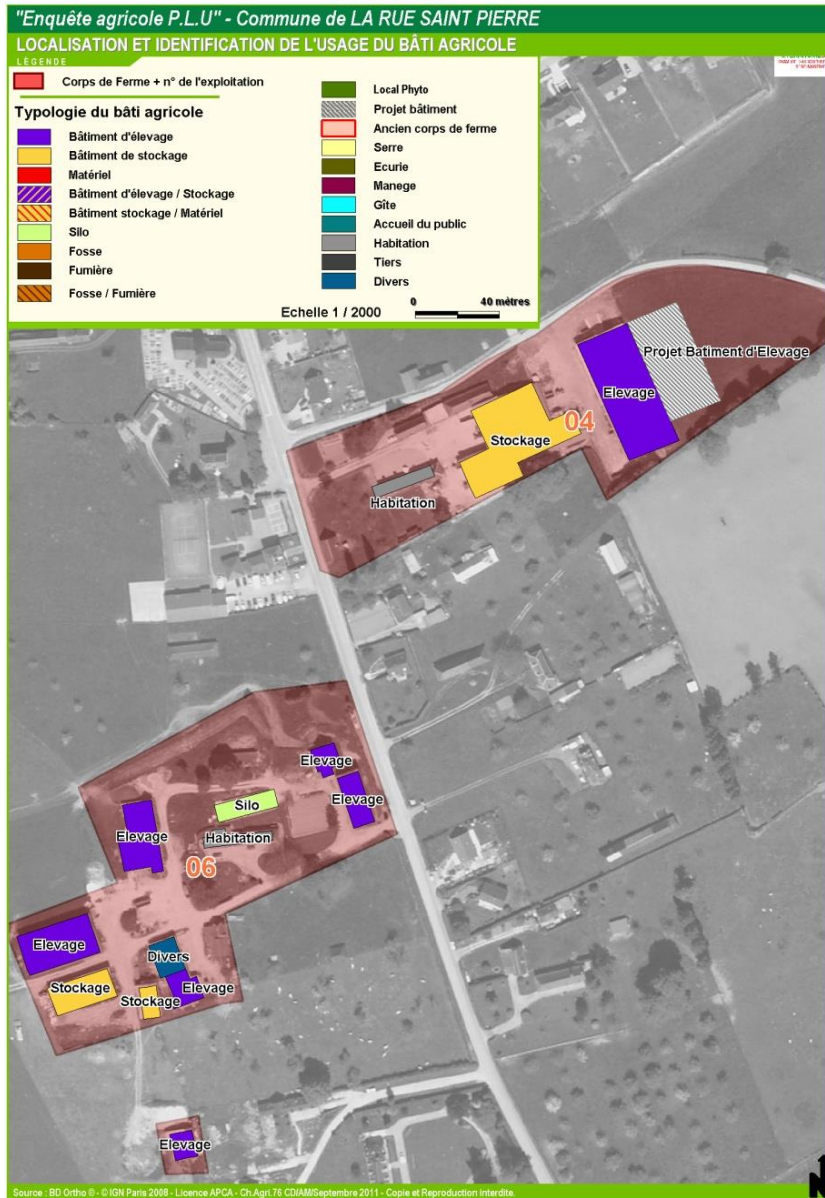 "Enquête agricole P.L.U" - Commune de LA RUE SAINT PIERRE
LOCALISATION ET IDENTIFICATION DE L'USAGE DU BÂTI AGRICOLE
LÉGENDE
Corps de Ferme + n° de l'exploitation
Typologie du bâti agricole
Bâtiment d'élevage
Bâtiment de stockage
Matériel
Bâtiment d'élevage / Stockage
Bâtiment stockage / Matériel
Silo
Fosse
Fumière
Fosse / Fumière
Local Phyto
Projet bâtiment
Ancien corps de ferme
Serre
Ecurie
Manege
Gîte
Accueil du public
Habitation
Tiers
Divers
Echelle 1 / 2000
0 40 mètres
Projet Batiment d'Elevage
Elevage
04
Stockage
Habitation
Elevage
Elevage
Silo
Elevage
Habitation
06
Elevage
Divers
Stockage
Elevage
Stockage
Elevage
Source : BD Ortho ® - © IGN Paris 2008 - Licence APCA - Ch.Agri.76 CD/AM/Septembre 2011 - Copie et Reproduction interdite.
N